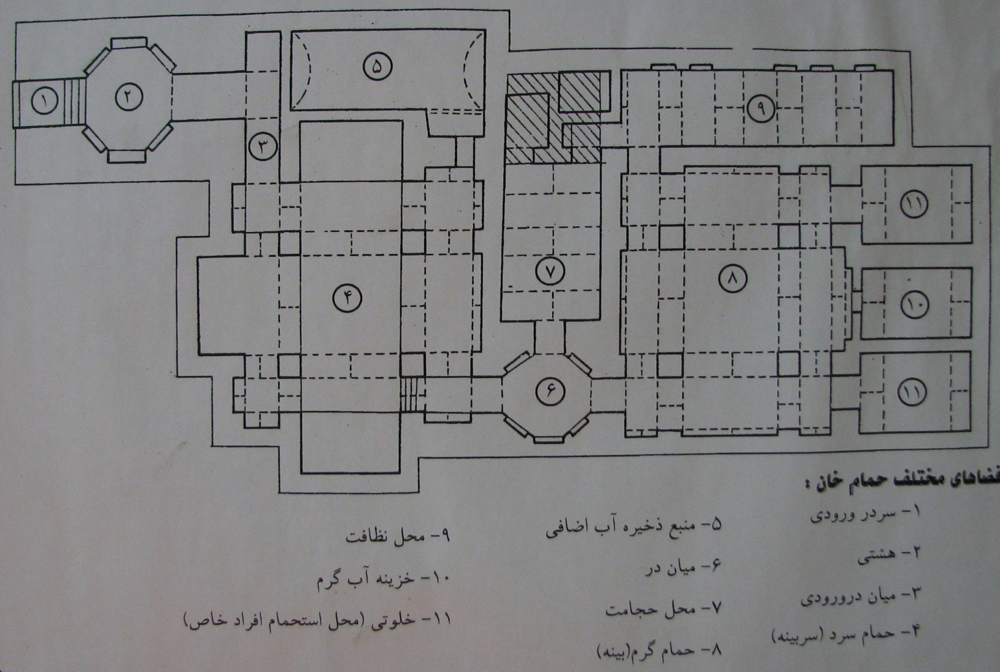 ۱
۲
۳
۴
۵
۶
۷
۸
۹
۱۱
۱۰
۱۱
فضاهای مختلف حمام خان :
۱- سردر ورودی
۲- هشتی
۳- میان درورودی
۴- حمام سرد (سربینه)
۵- منبع ذخیره آب اضافی
۶- میان در
۷- محل حجامت
۸- حمام گرم(بینه)
۹- محل نظافت
۱۰- خزینه آب گرم
۱۱- خلوتی (محل استحمام افراد خاص)